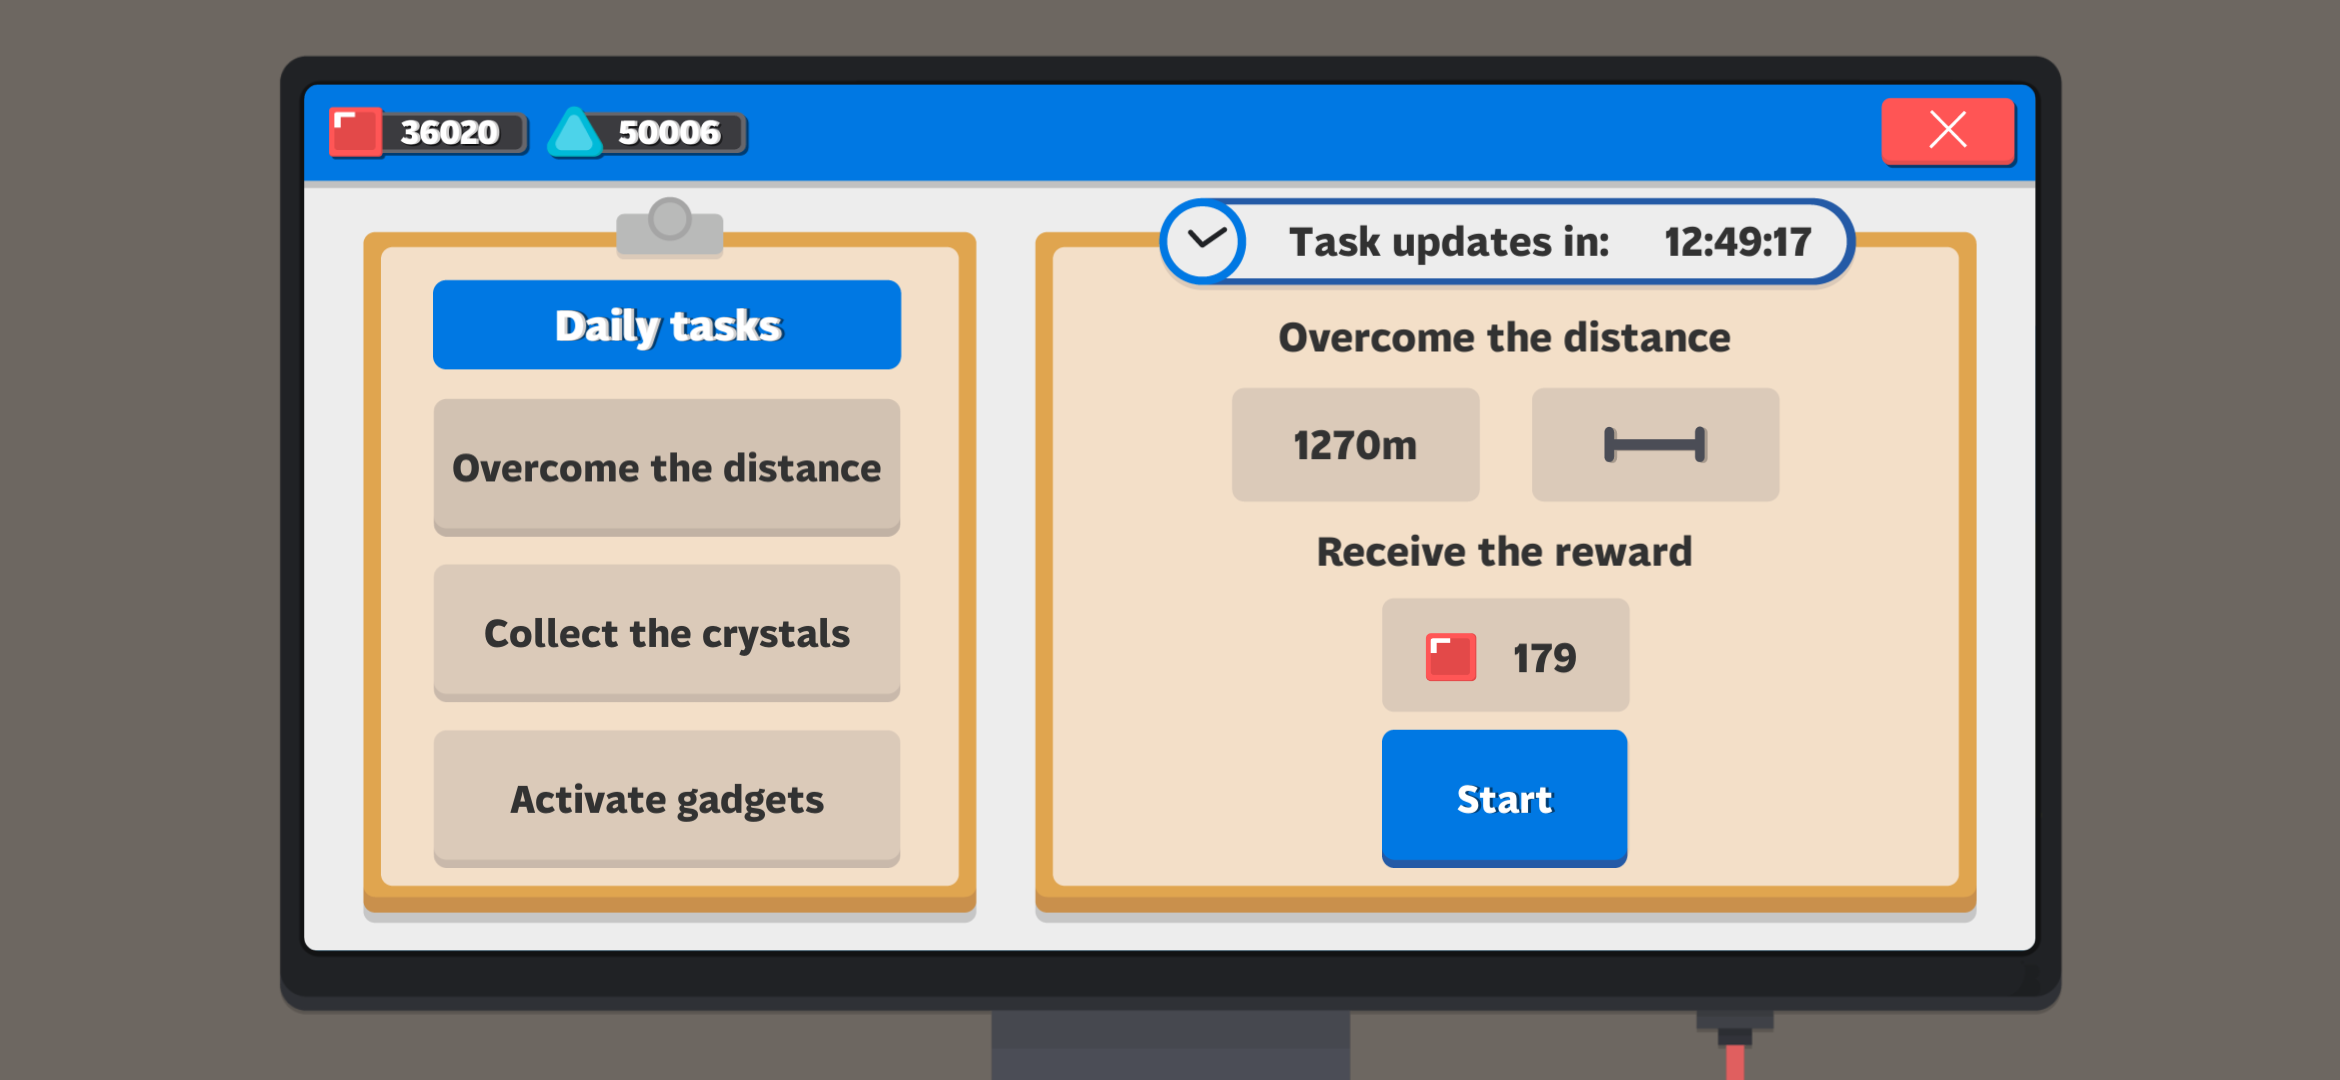 36020
50006
Daily tasks
Overcome the distance
Collect the crystals
Activate gadgets
Task updates in: 12:49:17
Overcome the distance
1270m
Receive the reward
179
Start